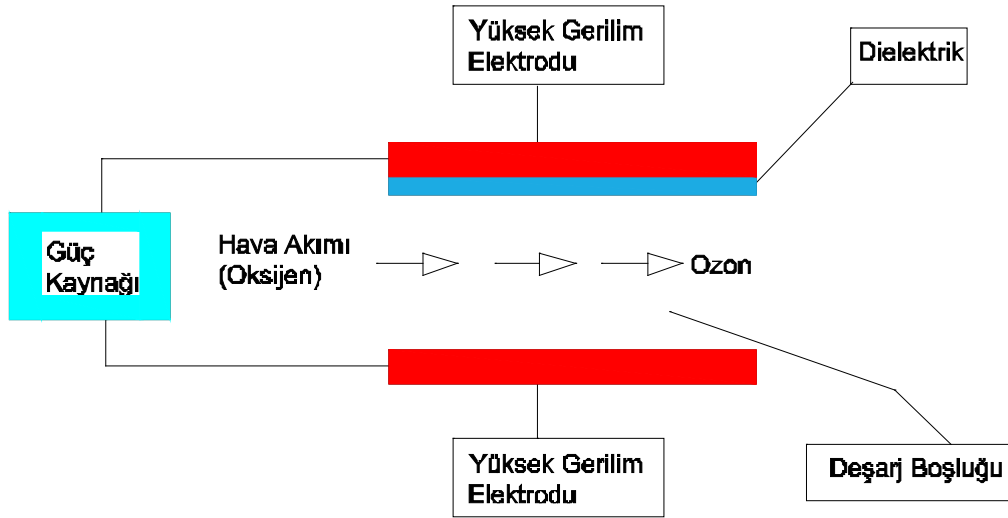 Yüksek Gerilim
Elektrodu
Dielektrik
Güç
Kaynağı
Hava Akımı
(Oksijen)
Ozon
Yüksek Gerilim
Elektrodu
Deşarj Boşluğu